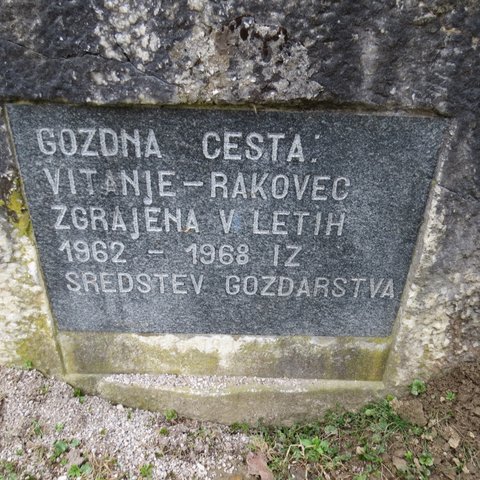 GOZDNA CESTA:
VITANJE-RAKOVEC
ZGRAJENA V LETIH
1962 - 1968 IZ
SREDSTEV GOZDARSTVA